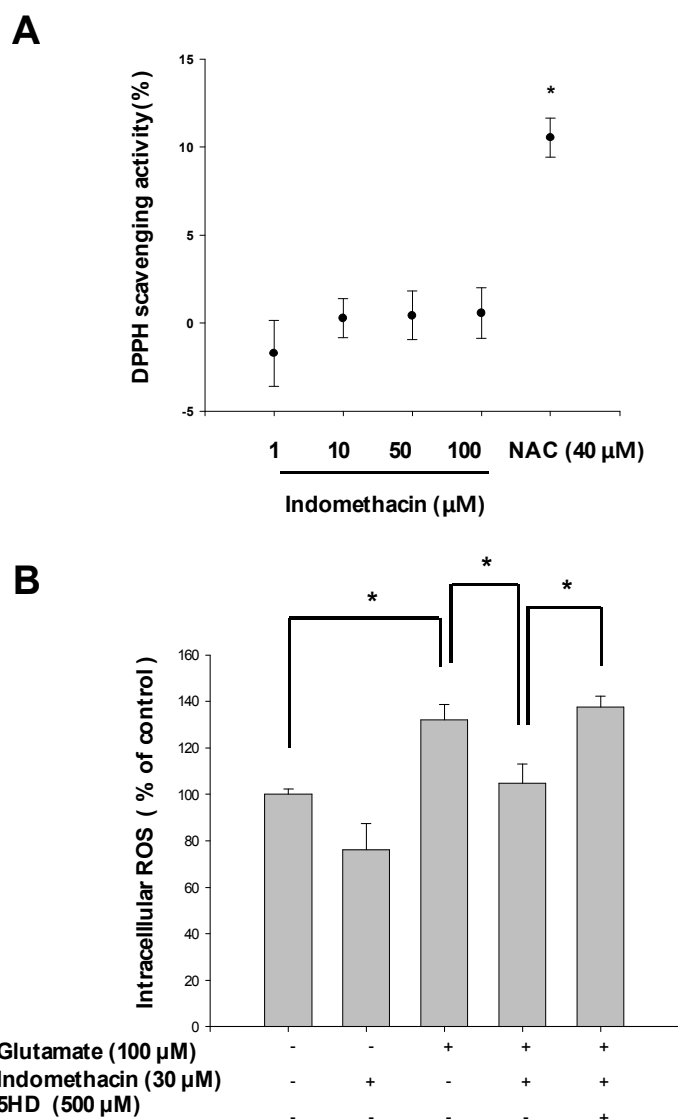 A
DPPH scavenging activity(%)
15
*
10
5
0
-5
1 10 50 100 NAC (40 µM)
Indomethacin (µM)
B
*
*
*
Intracelllular ROS ( % of control)
160
140
120
100
80
60
40
20
0
Glutamate (100 µM) - - + + +
Indomethacin (30 µM) - + - + +
5HD (500 µM)
- - - - +